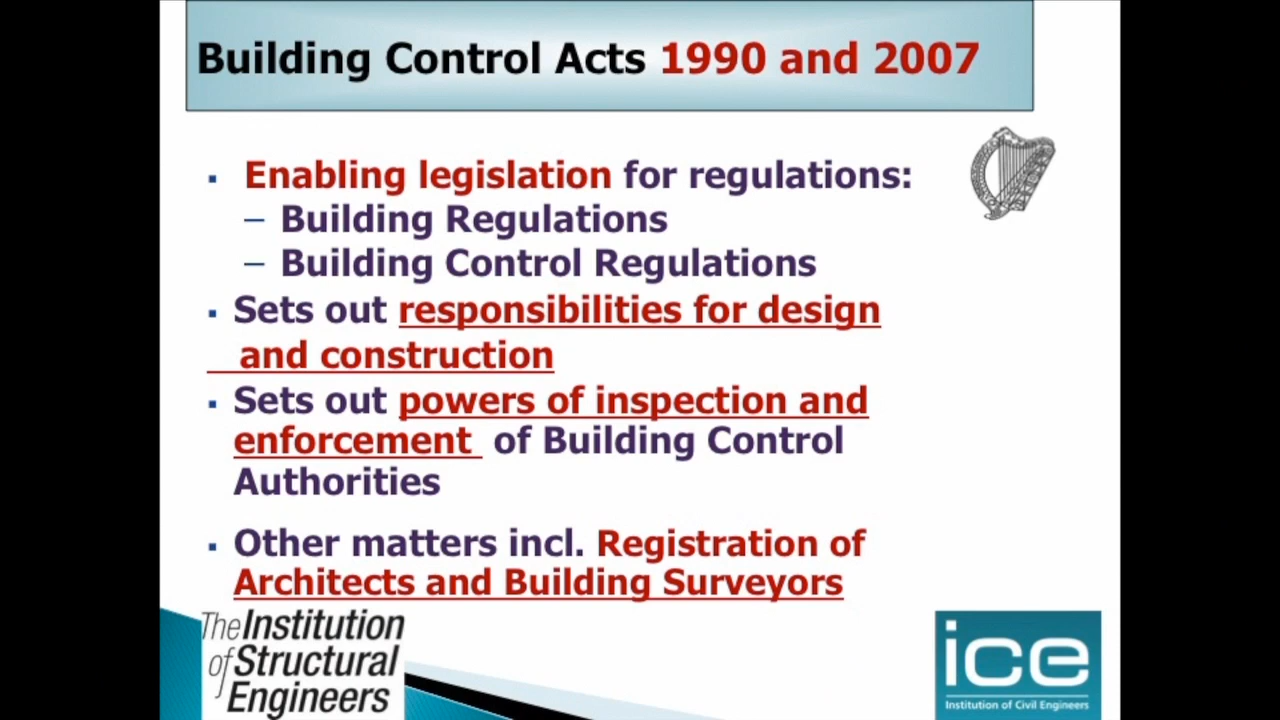 Building Control Acts 1990 and 2007
▪ Enabling legislation for regulations:
– Building Regulations
– Building Control Regulations
▪ Sets out responsibilities for design
and construction
▪ Sets out powers of inspection and
enforcement of Building Control
Authorities
▪ Other matters incl. Registration of
Architects and Building Surveyors
The Institution
of Structural
Engineers
ice
Institution of Civil Engineers